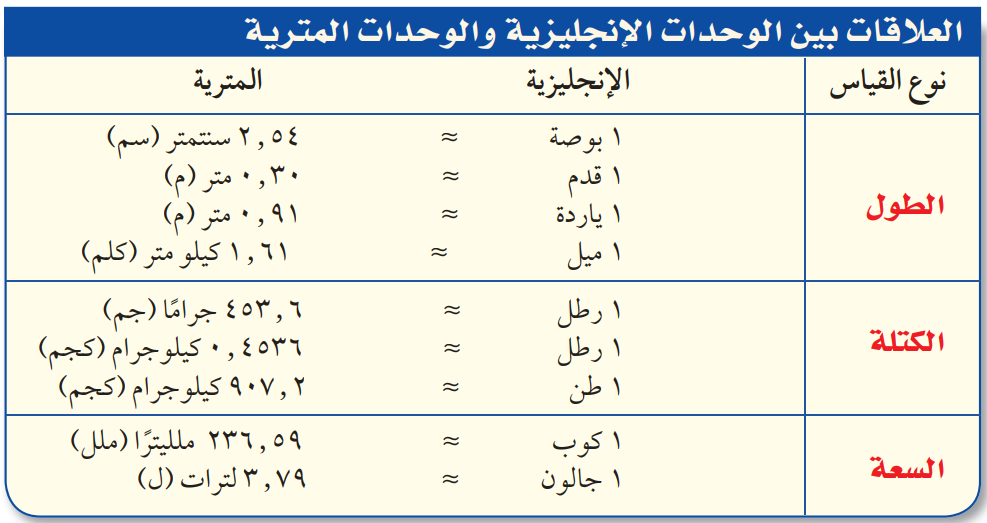 العلاقات بين الوحدات الإنجليزية والوحدات المترية
نوع القياس الإنجليزية المترية
الطول
١ بوصة ≈ ٢,٥٤ سنتمتر (سم)
١ قدم ≈ ٠,٣٠ متر (م)
١ ياردة ≈ ٠,٩١ متر (م)
١ ميل ≈ ١,٦١ كيلو متر (كلم)
الكتلة
١ رطل ≈ ٤٥٣,٦ جرامًا (جم)
١ رطل ≈ ٠,٤٥٣٦ كيلوجرام (كجم)
١ طن ≈ ٩٠٧,٢ كيلوجرام (كجم)
السعة
١ كوب ≈ ٢٣٦,٥٩ ملليترًا (ملل)
١ جالون ≈ ٣,٧٩ لترات (ل)